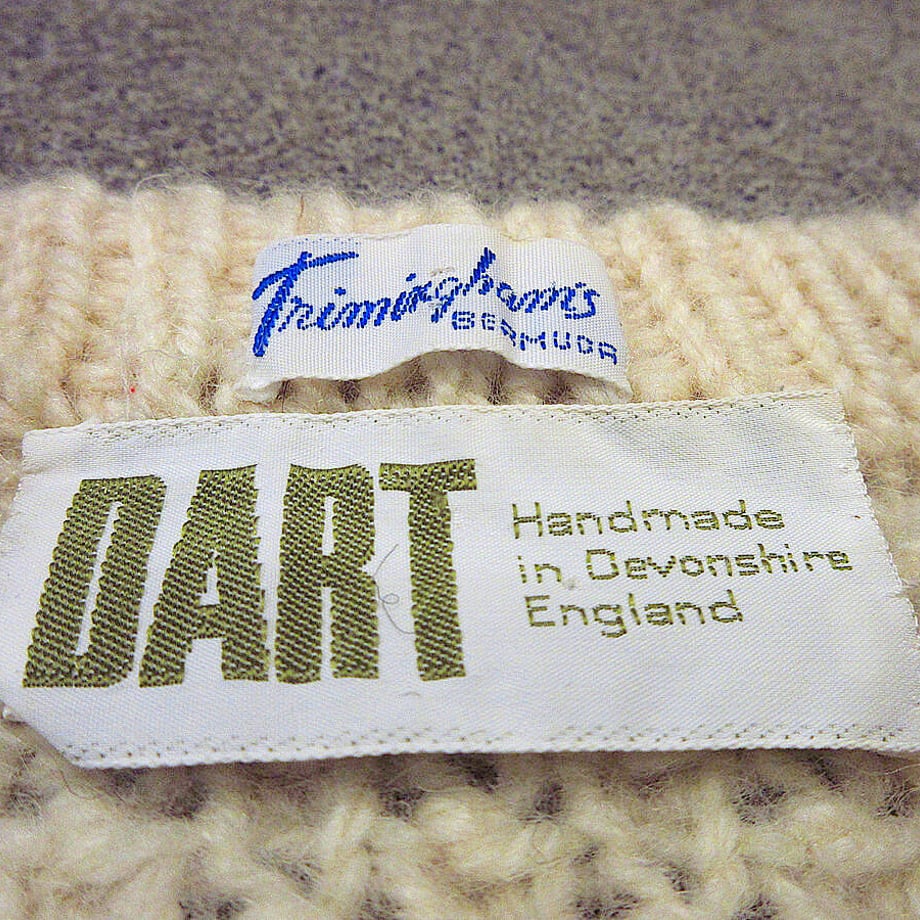 Trimingham's
BERMUDA
DART
Handmade
in Devonshire
England